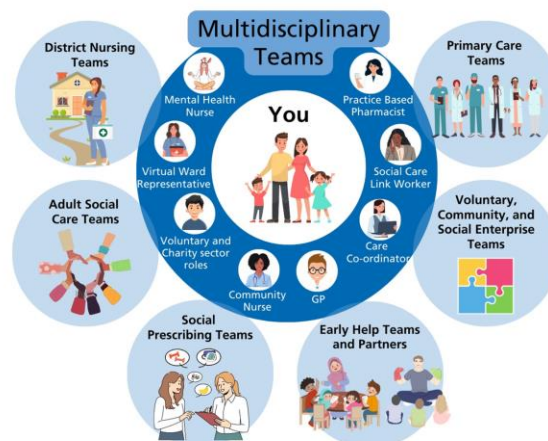 Multidisciplinary
Teams
District Nursing
Teams
Primary Care
Teams
Mental Health
Nurse
Practice Based
Pharmacist
You
Virtual Ward
Representative
Social Care
Link Worker
Adult Social
Care Teams
Voluntary,
Community, and
Social Enterprise
Teams
Voluntary and
Charity sector
roles
Care
Co-ordinator
Community
Nurse
GP
Social
Prescribing Teams
Early Help Teams
and Partners